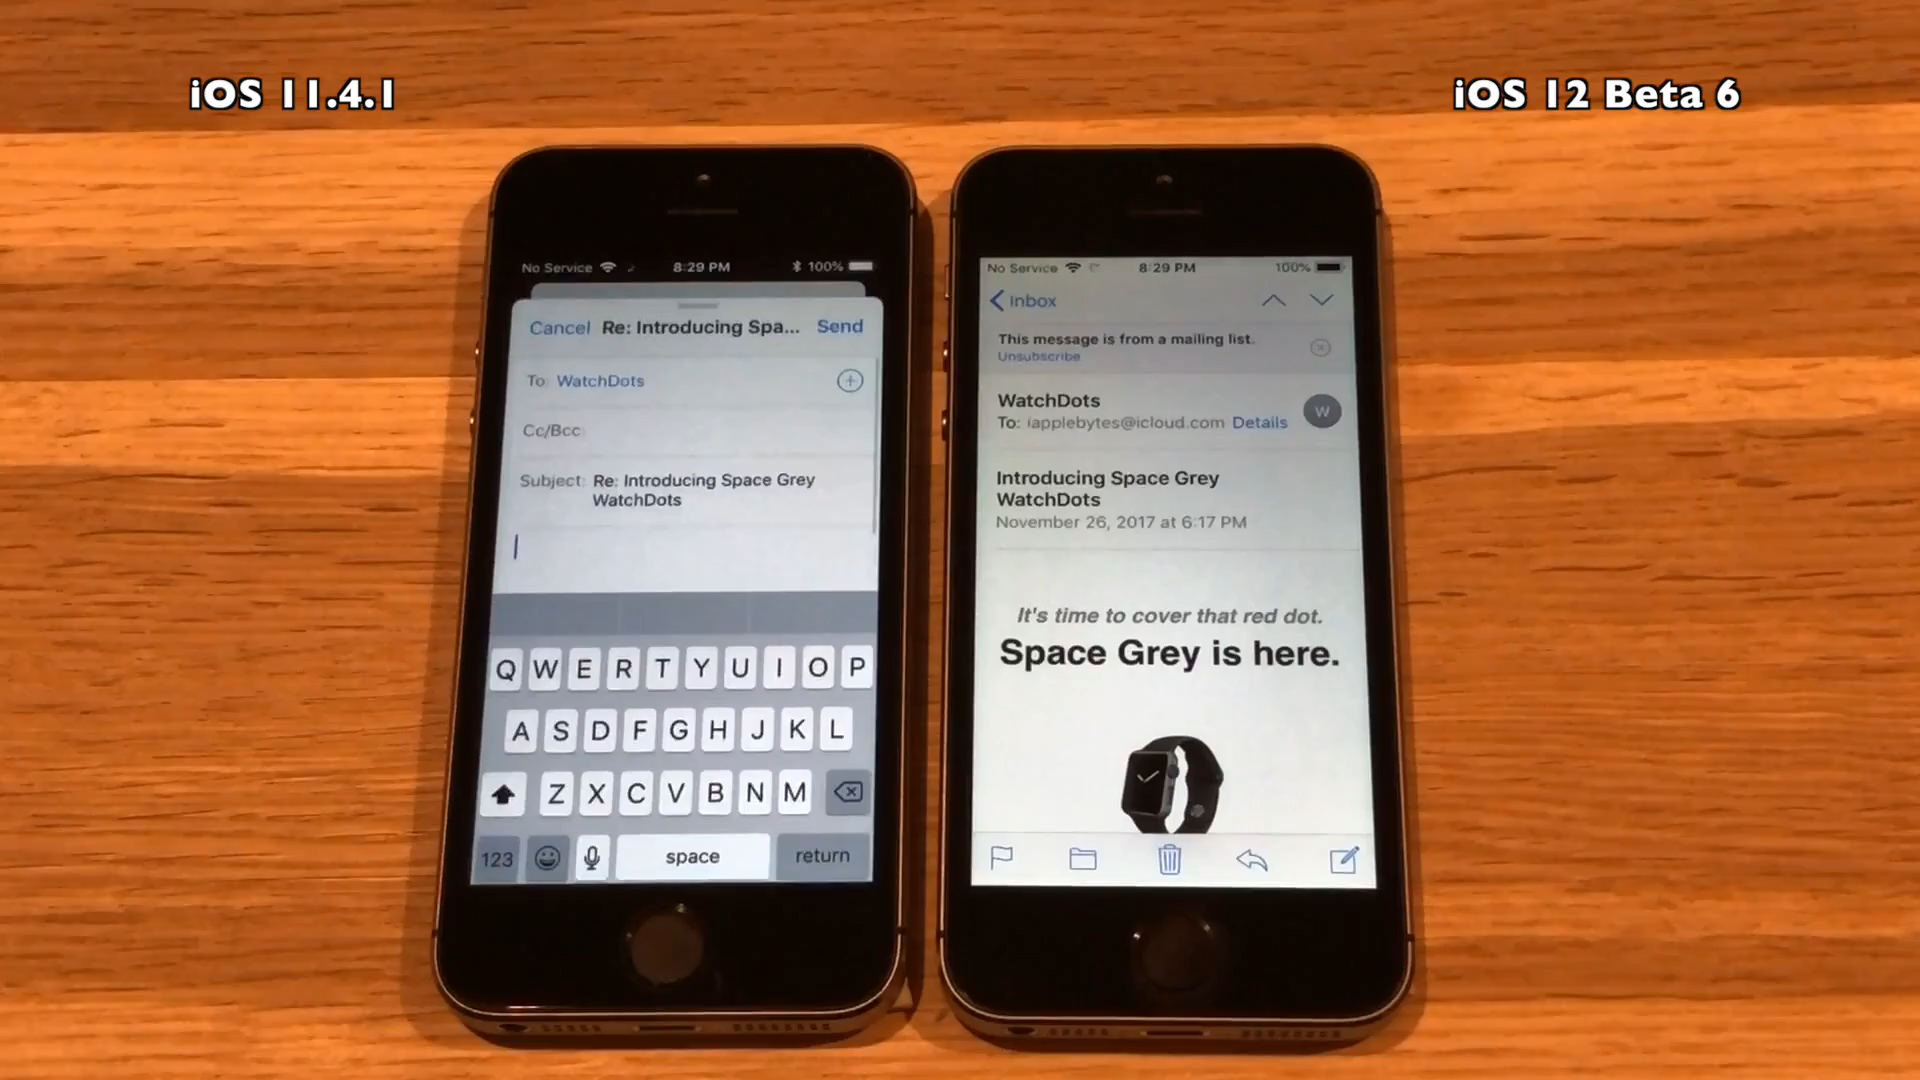 iOS 11.4.1
iOS 12 Beta 6
No Service 8:29 PM 100%
Cancel Re: Introducing Spa... Send
To: WatchDots
Cc/Bcc:
Subject: Re: Introducing Space Grey
WatchDots
Q W E R T Y U I O P
A S D F G H J K L
Z X C V B N M
123 space return
No Service 8:29 PM 100%
Inbox
This message is from a mailing list.
Unsubscribe
WatchDots
W
To: iapplebytes@icloud.com Details
Introducing Space Grey
WatchDots
November 26, 2017 at 6:17 PM
It's time to cover that red dot.
Space Grey is here.